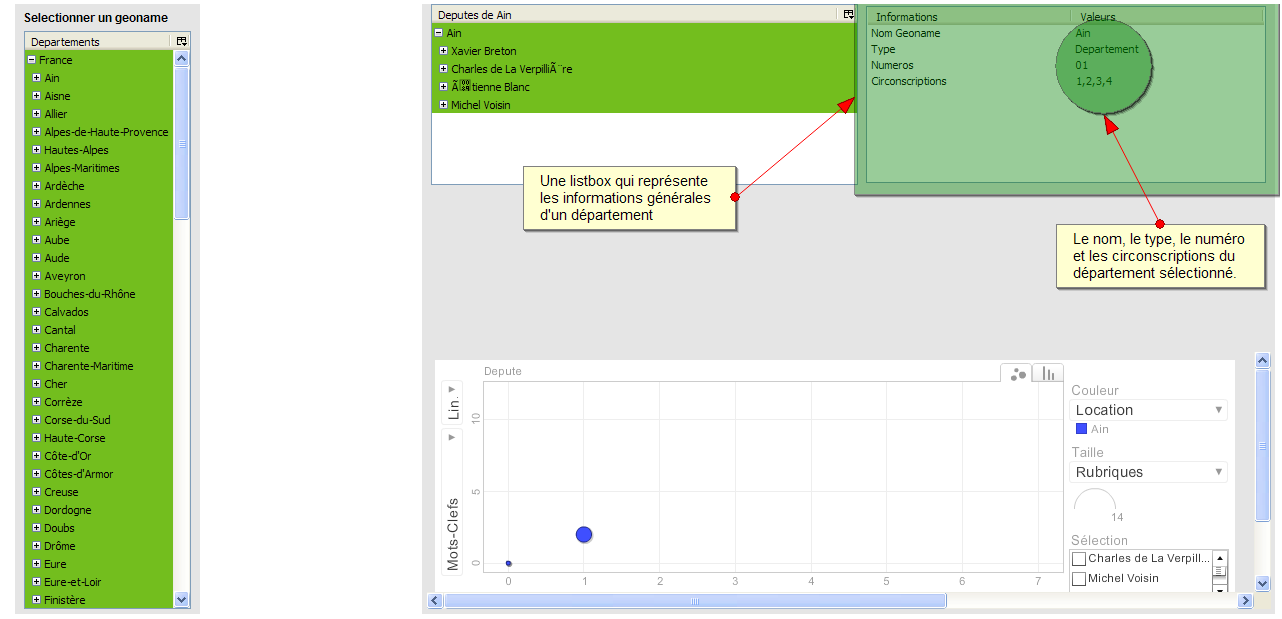 Selectionner un geoname
Departements
France
Ain
Aisne
Allier
Alpes-de-Haute-Provence
Hautes-Alpes
Alpes-Maritimes
Ardèche
Ardennes
Ariège
Aube
Aude
Aveyron
Bouches-du-Rhône
Calvados
Cantal
Charente
Charente-Maritime
Cher
Corrèze
Corse-du-Sud
Haute-Corse
Côte-d'Or
Côtes-d'Armor
Creuse
Dordogne
Doubs
Drôme
Eure
Eure-et-Loir
Finistère
Deputes de Ain
Ain
Xavier Breton
Charles de La VerpilliÃ¨re
tienne Blanc
Michel Voisin
Informations Valeurs
Nom Geoname Ain
Type Departement
Numeros 01
Circonscriptions 1,2,3,4
Une listbox qui représente
les informations générales
d'un département
Le nom, le type, le numéro
et les circonscriptions du
département sélectionné.
Depute
Lin.
Mots-Clefs
10
5
0
0 1 2 3 4 5 6 7
Couleur
Location
Ain
Taille
Rubriques
14
Sélection
Charles de La Verpill...
Michel Voisin